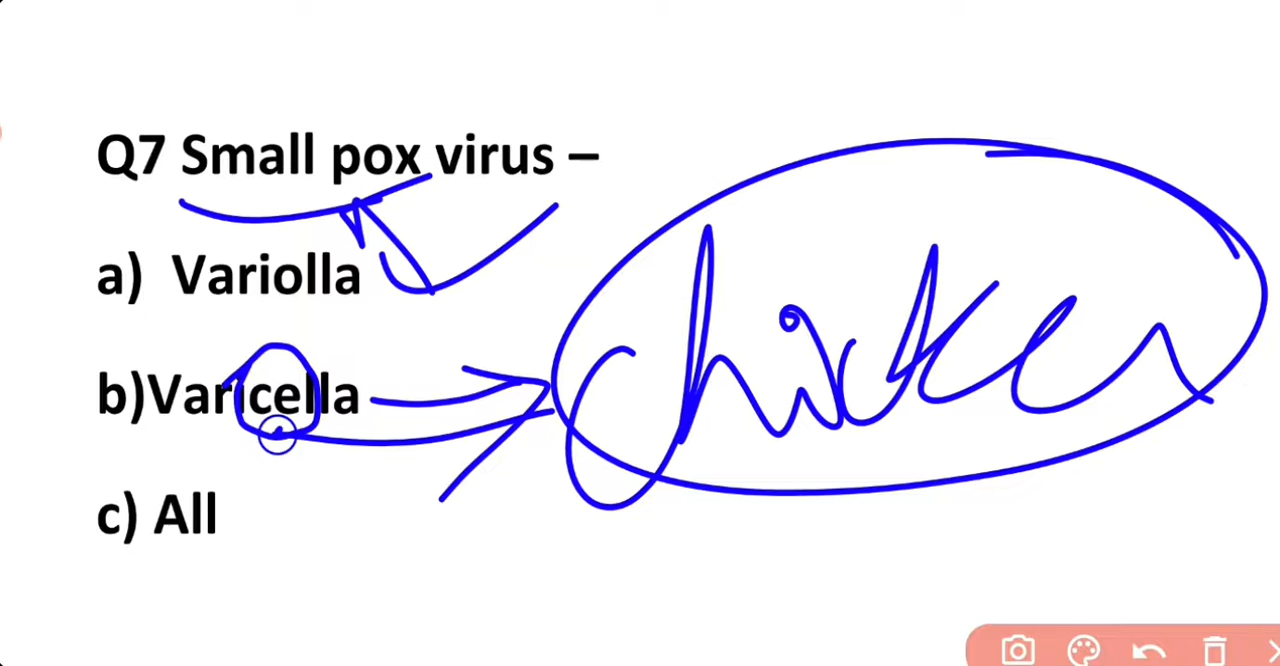 Q7 Small pox virus –
a) Variolla
b)Varicella
chicken
c) All